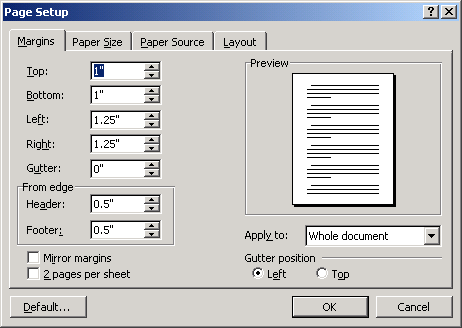 Page Setup
Margins Paper Size Paper Source Layout
Top: 1"
Bottom: 1"
Left: 1.25"
Right: 1.25"
Gutter: 0"
From edge
Header: 0.5"
Footer: 0.5"
Mirror margins
2 pages per sheet
Preview
Apply to: Whole document
Gutter position
Left Top
Default... OK Cancel